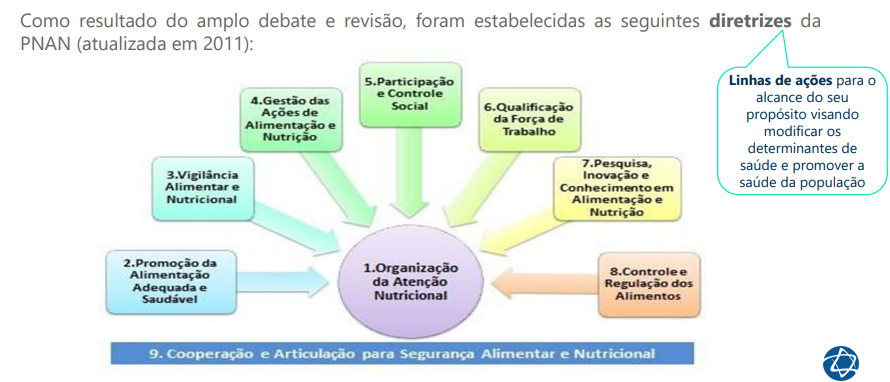 Como resultado do amplo debate e revisão, foram estabelecidas as seguintes diretrizes da
PNAN (atualizada em 2011):
Linhas de ações para o
alcance do seu
propósito visando
modificar os
determinantes de
saúde e promover a
saúde da população
1.Organização
da Atenção
Nutricional
2.Promoção da
Alimentação
Adequada e
Saudável
3.Vigilância
Alimentar e
Nutricional
4.Gestão das
Ações de
Alimentação e
Nutrição
5.Participação
e Controle
Social
6.Qualificação
da Força de
Trabalho
7.Pesquisa,
Inovação e
Conhecimento em
Alimentação e
Nutrição
8.Controle e
Regulação dos
Alimentos
9. Cooperação e Articulação para Segurança Alimentar e Nutricional